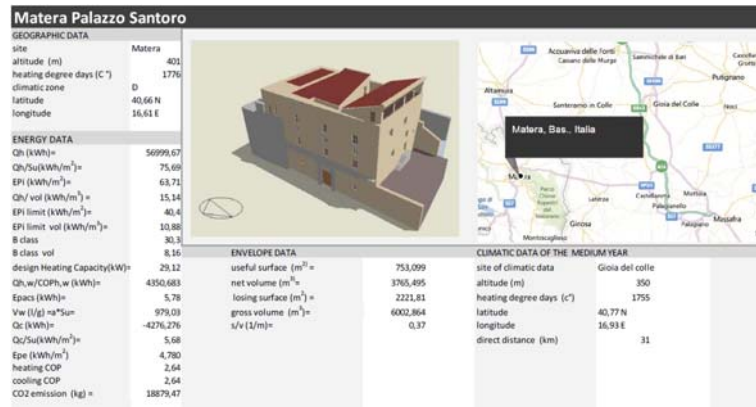 Matera Palazzo Santoro
GEOGRAPHIC DATA
site Matera
altitude (m) 401
heating degree days (C °) 1776
climatic zone D
latitude 40,66 N
longitude 16,61 E
ENERGY DATA
Qh (kWh)= 56999,67
Qh/Su(kWh/m²)= 75,69
EPi (kWh/m²)= 63,71
Qh/ vol (kWh/m³) = 15,14
EPi limit (kWh/m²)= 40,4
EPi limit vol (kWh/m³)= 10,88
B class 30,3
B class vol 8,16
design Heating Capacity(kW)= 29,12
Qh,w/COPh,w (kWh)= 4350,683
Epacs (kWh)= 5,78
Vw (l/g) =a*Su= 979,03
Qc (kWh)= -4276,276
Qc/Su(kWh/m²)= 5,68
Epe (kWh/m²) 4,780
heating COP 2,64
cooling COP 2,64
CO2 emission (kg) = 18879,47
ENVELOPE DATA
useful surface (m²⁾ = 753,099
net volume (m³⁾= 3765,495
losing surface (m²) = 2221,81
gross volume (m³)= 6002,864
s/v (1/m)= 0,37
Acquaviva delle Fonti
Cassano delle Murge
Sammichele di Bari
Altamura
Putignano
Santeramo in Colle
Gioia del Colle
Noci
Matera, Bas., Italia
Laterza
Castellaneta
Mottola
Palagianello
Massafra
Ginosa
Palagiano
Montescaglioso
CLIMATIC DATA OF THE MEDIUM YEAR
site of climatic data Gioia del colle
altitude (m) 350
heating degree days (c°) 1755
latitude 40,77 N
longitude 16,93 E
direct distance (km) 31